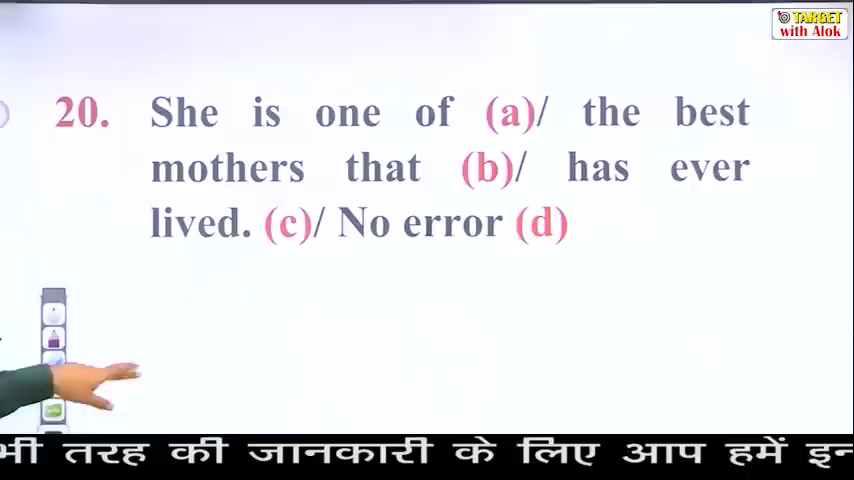 TARGET
with Alok
20. She is one of (a)/ the best
mothers that (b)/ has ever
lived. (c)/ No error (d)
भी तरह की जानकारी के लिए आप हमें इन